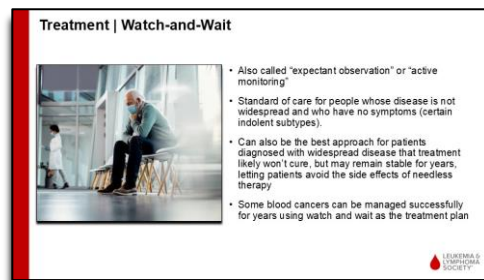 Treatment | Watch-and-Wait
• Also called “expectant observation” or “active
monitoring”
• Standard of care for people whose disease is not
widespread and who have no symptoms (certain
indolent subtypes).
• Can also be the best approach for patients
diagnosed with widespread disease that treatment
likely won’t cure, but may remain stable for years,
letting patients avoid the side effects of needless
therapy
• Some blood cancers can be managed successfully
for years using watch and wait as the treatment plan
LEUKEMIA &
LYMPHOMA
SOCIETY